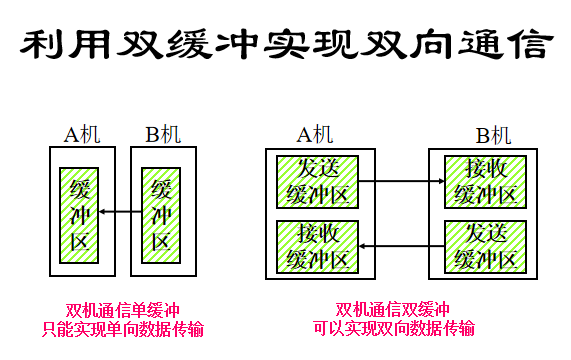 利用双缓冲实现双向通信
A机
B机
缓
冲
区
缓
冲
区
双机通信单缓冲
只能实现单向数据传输
A机
B机
发送
缓冲区
接收
缓冲区
接收
缓冲区
发送
缓冲区
双机通信双缓冲
可以实现双向数据传输